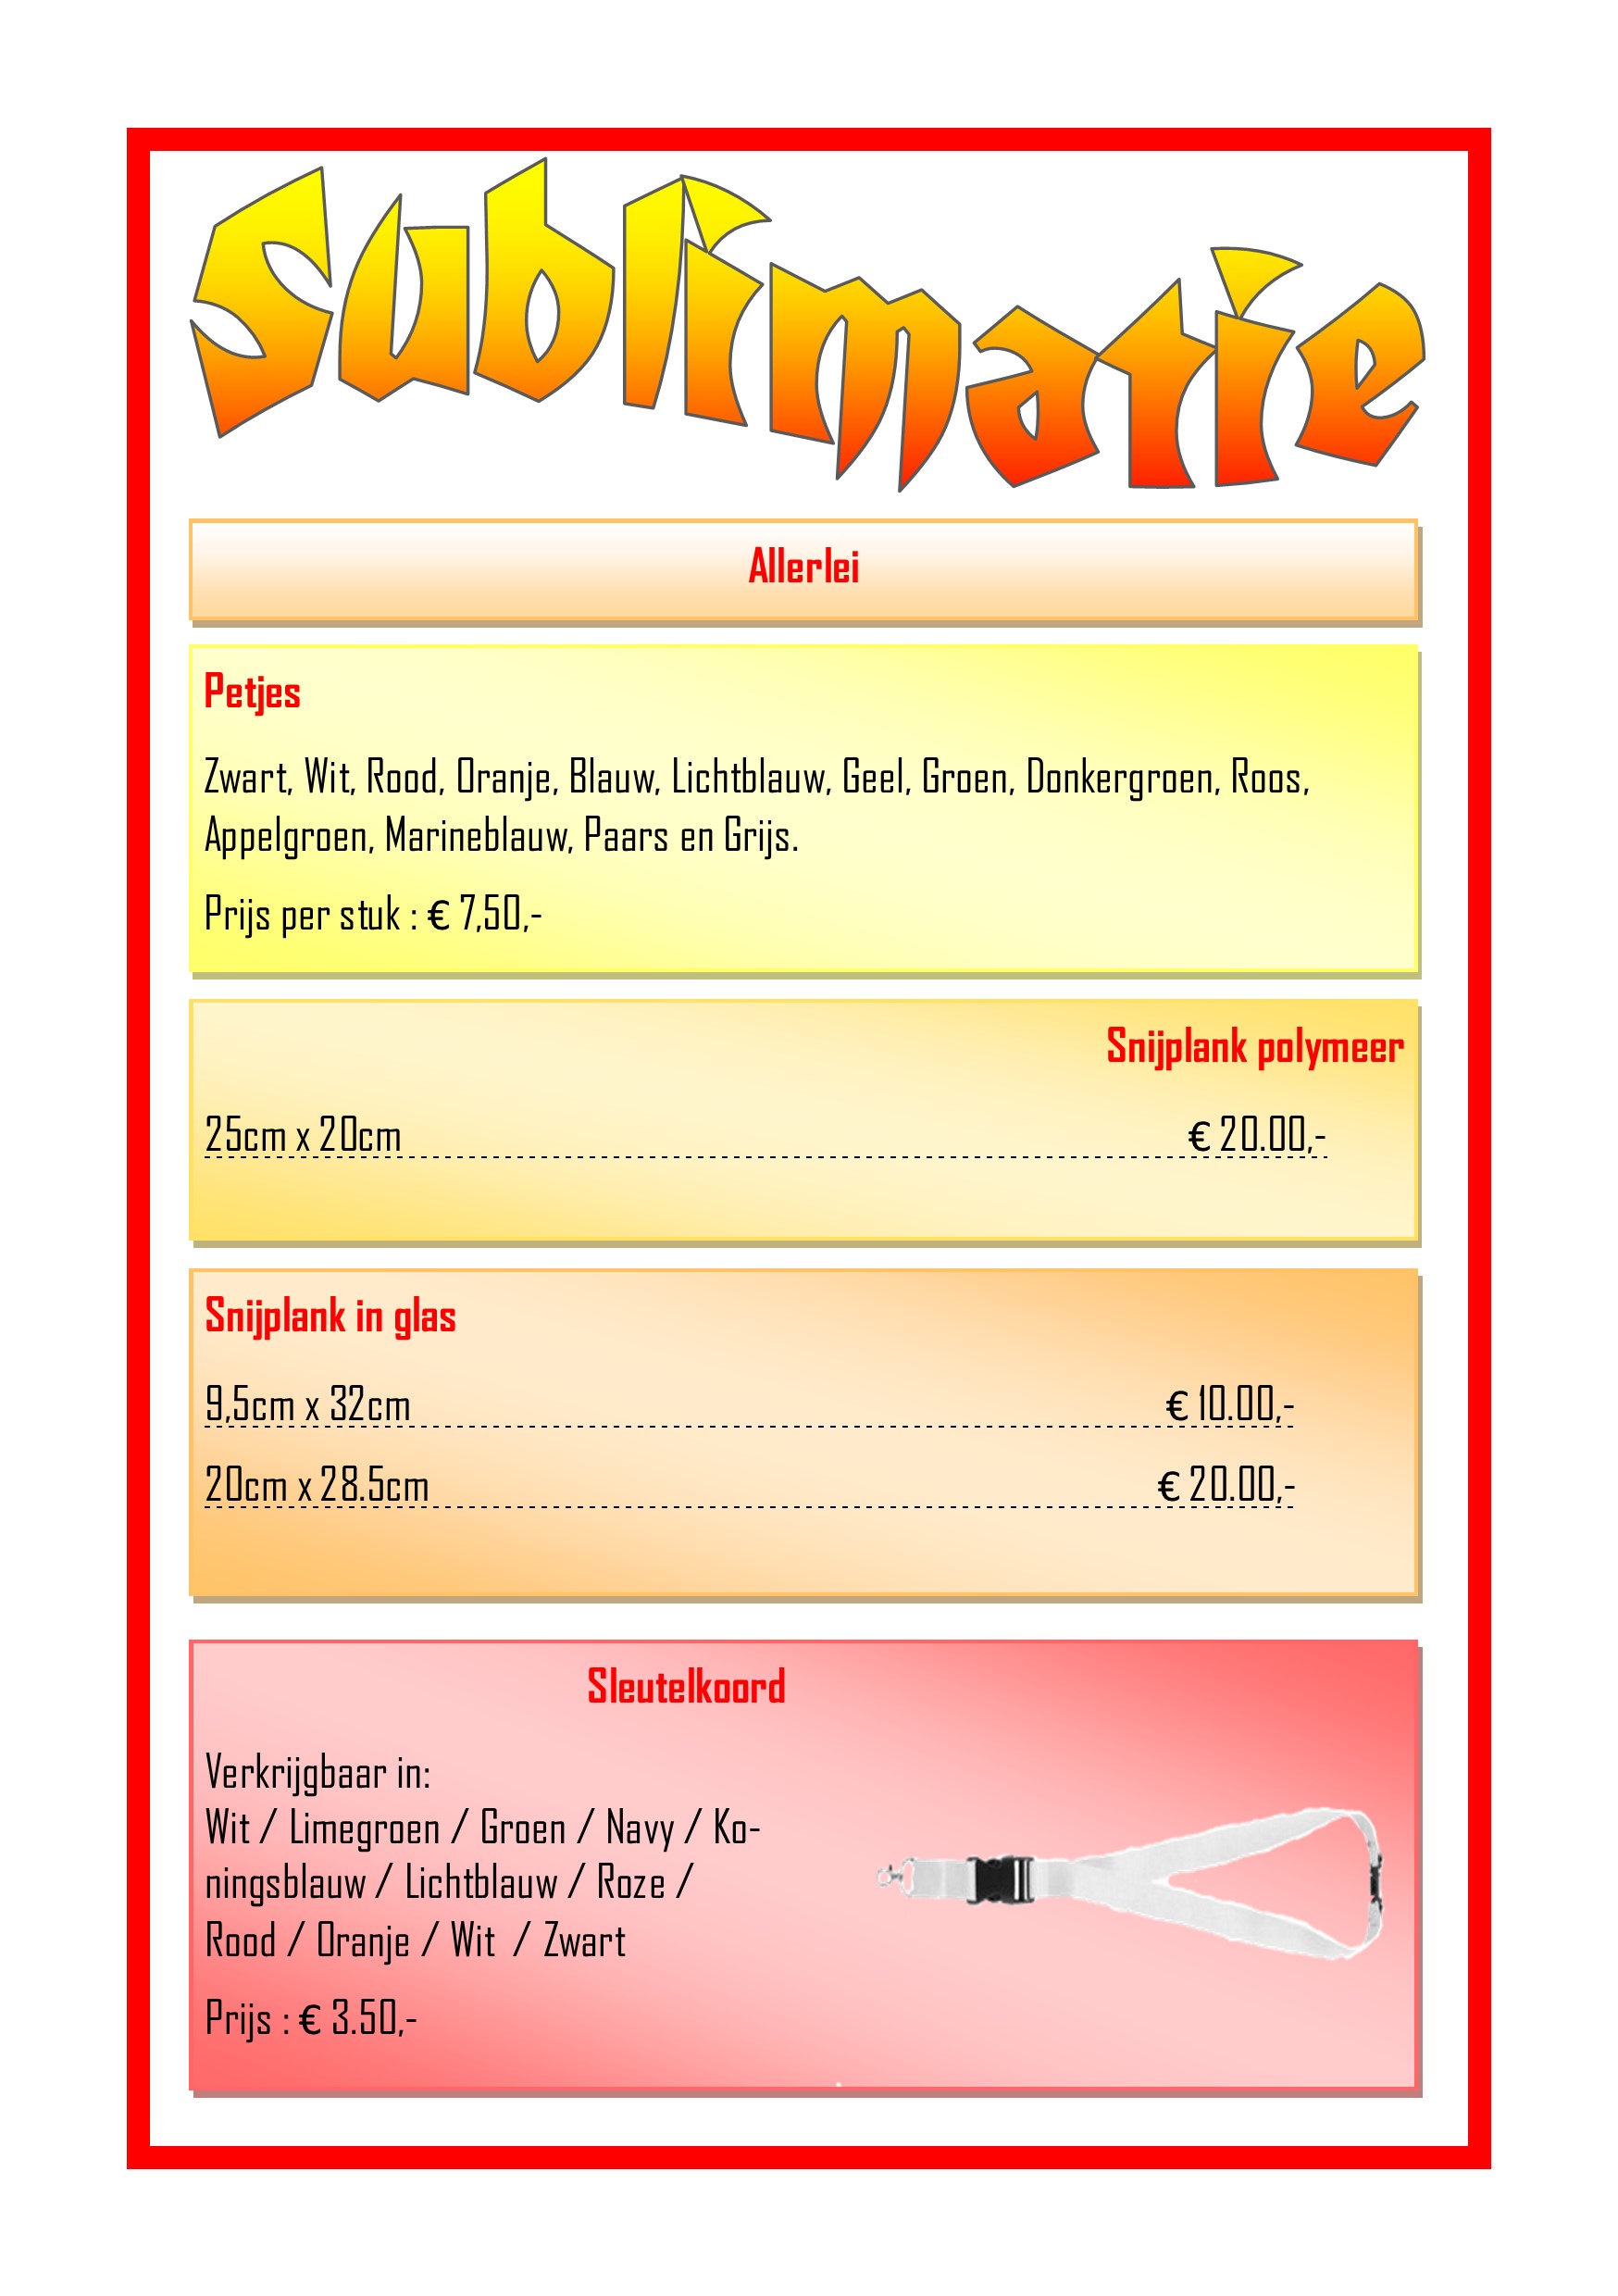 Sublimatie
Allerlei
Petjes
Zwart, Wit, Rood, Oranje, Blauw, Lichtblauw, Geel, Groen, Donkergroen, Roos,
Appelgroen, Marineblauw, Paars en Grijs.
Prijs per stuk : € 7,50,-
Snijplank polymeer
25cm x 20cm € 20.00,-
Snijplank in glas
9,5cm x 32cm € 10.00,-
20cm x 28.5cm € 20.00,-
Sleutelkoord
Verkrijgbaar in:
Wit / Limegroen / Groen / Navy / Ko-
ningsblauw / Lichtblauw / Roze /
Rood / Oranje / Wit / Zwart
Prijs : € 3.50,-